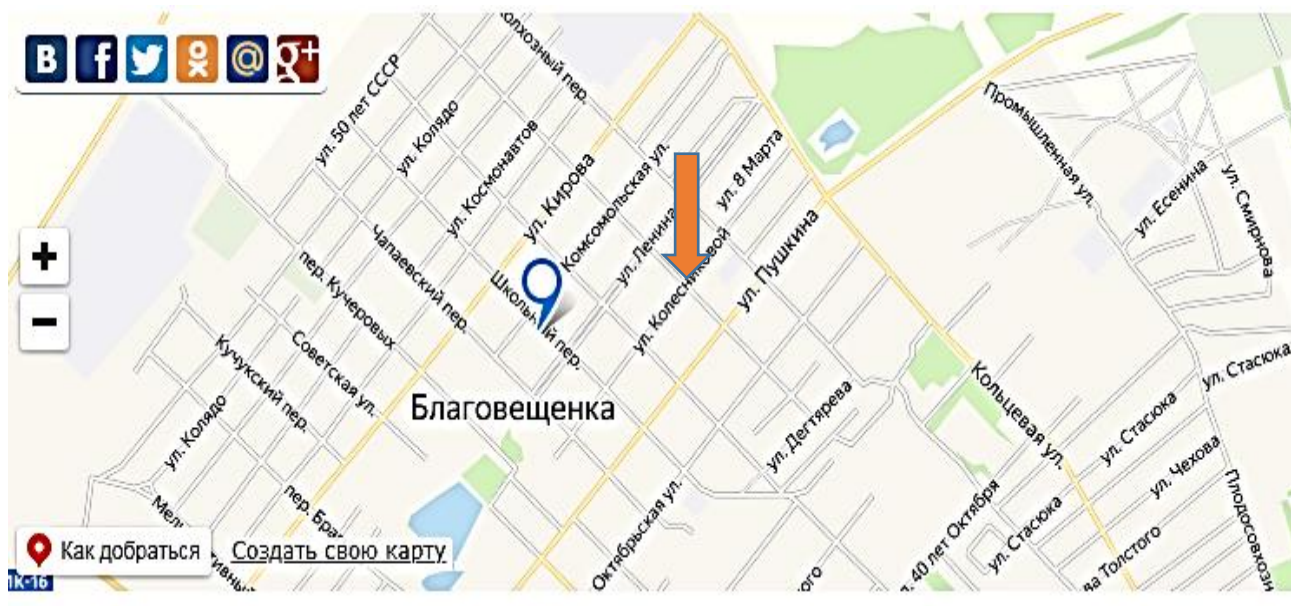 В f @ g+
Колхозный пер.
ул. 50 лет СССР
ул. Колядо
ул. Космонавтов
ул. Кирова
Комсомольская ул.
ул. Ленина
ул. 8 Марта
ул. Колесниковой
ул. Пушкина
Промышленная ул.
ул. Есенина
ул. Смирнова
+
−
Чапаевский пер.
Школьный пер.
пер. Кучеровых
Советская ул.
Кучукский пер.
ул. Колядо
Благовещенка
ул. Дегтярева
Кольцевая ул.
ул. Стасюка
ул. Стасюка
ул. Чехова
ул. Стасюка
Октябрьская ул.
40 лет Октября
Толстого
пер.
Как добраться
Создать свою карту